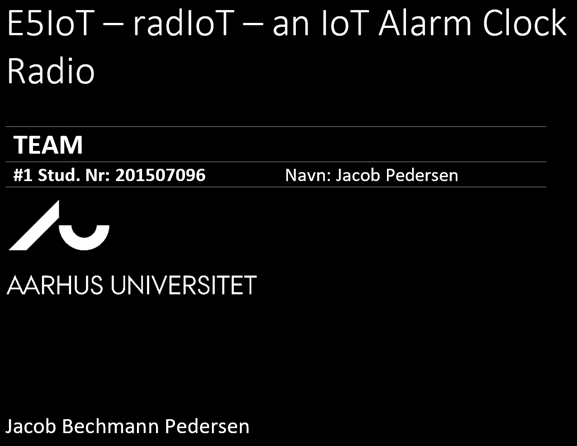 E5IoT – radIoT – an IoT Alarm Clock
Radio
TEAM
#1 Stud. Nr: 201507096 Navn: Jacob Pedersen
AARHUS UNIVERSITET
Jacob Bechmann Pedersen